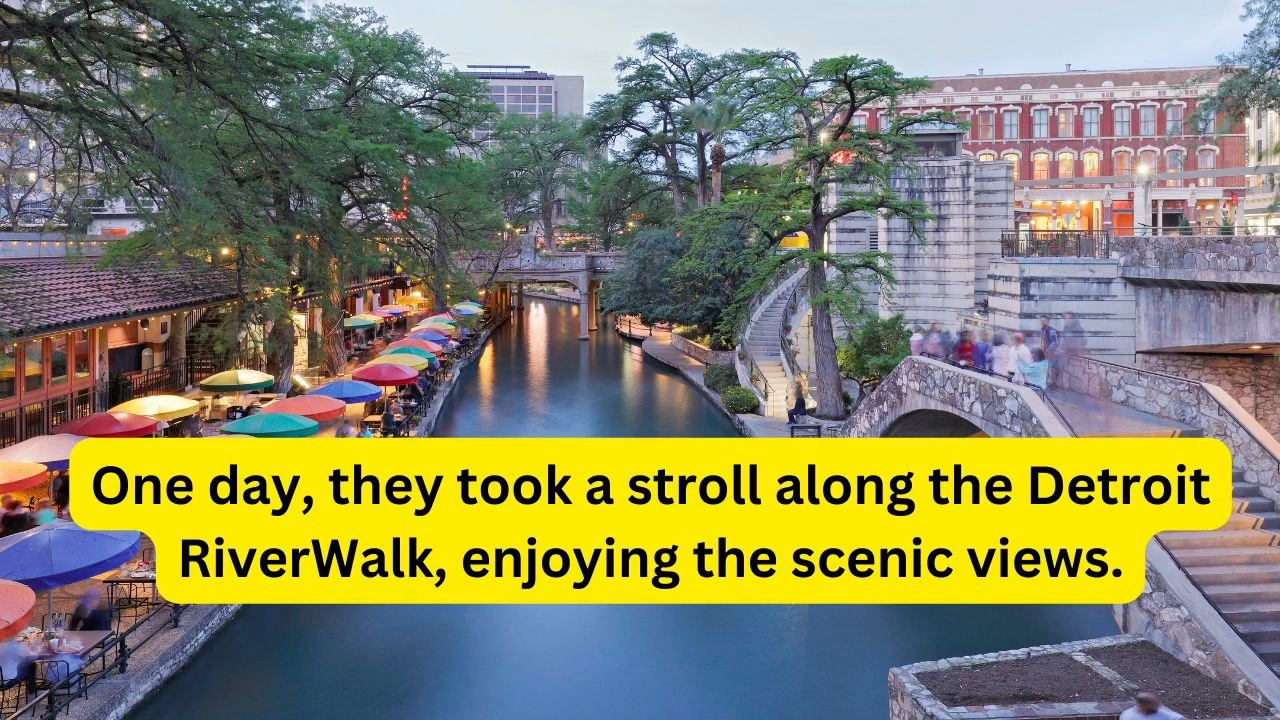 One day, they took a stroll along the Detroit
RiverWalk, enjoying the scenic views.